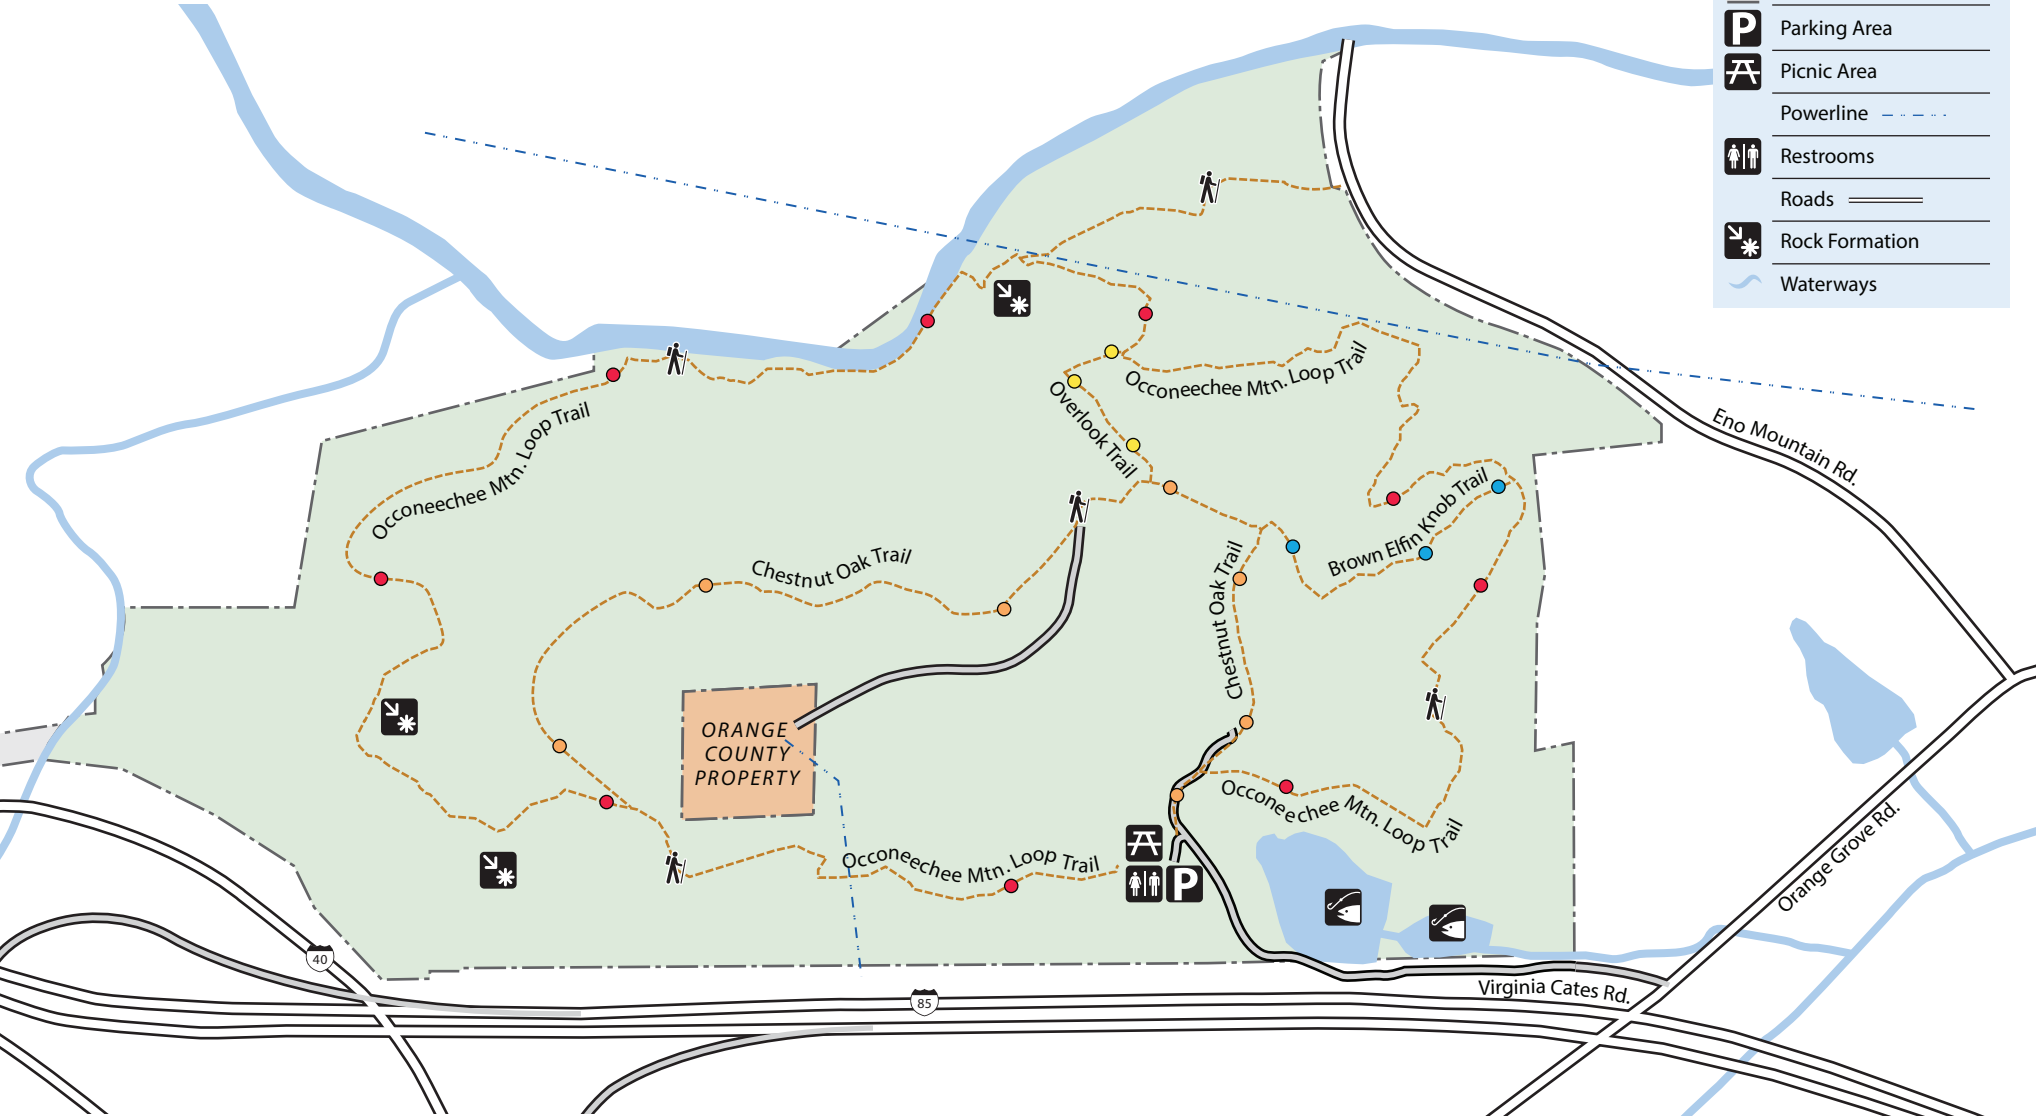 P
Parking Area
Picnic Area
Powerline
Restrooms
Roads
Rock Formation
Waterways
Occoneechee Mtn. Loop Trail
Occoneechee Mtn. Loop Trail
Overlook Trail
Eno Mountain Rd.
Brown Elfin Knob Trail
Chestnut Oak Trail
Chestnut Oak Trail
ORANGE
COUNTY
PROPERTY
Occoneechee Mtn. Loop Trail
Occoneechee Mtn. Loop Trail
P
Orange Grove Rd.
Virginia Cates Rd.
40
85